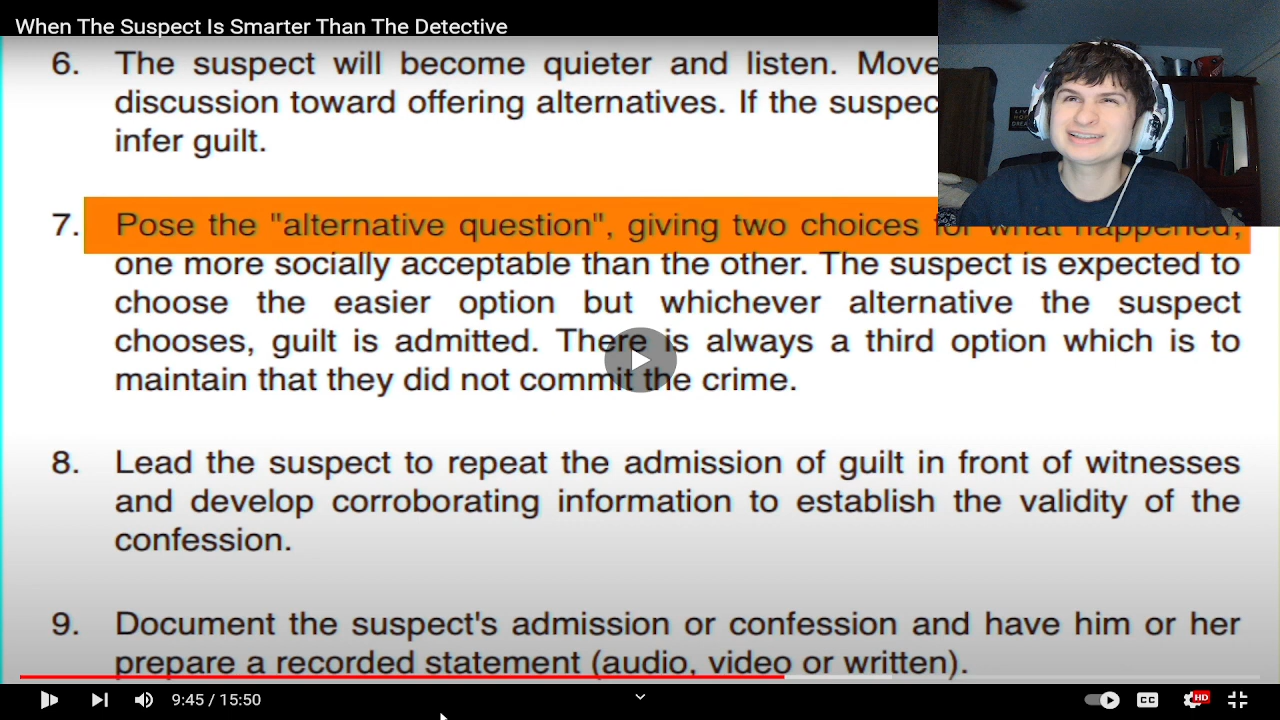 When The Suspect Is Smarter Than The Detective
6. The suspect will become quieter and listen. Move
discussion toward offering alternatives. If the suspec
infer guilt.
7. Pose the "alternative question", giving two choices for what happened;
one more socially acceptable than the other. The suspect is expected to
choose the easier option but whichever alternative the suspect
chooses, guilt is admitted. There is always a third option which is to
maintain that they did not commit the crime.
8. Lead the suspect to repeat the admission of guilt in front of witnesses
and develop corroborating information to establish the validity of the
confession.
9. Document the suspect's admission or confession and have him or her
prepare a recorded statement (audio, video or written).
9:45 / 15:50
CC
HD